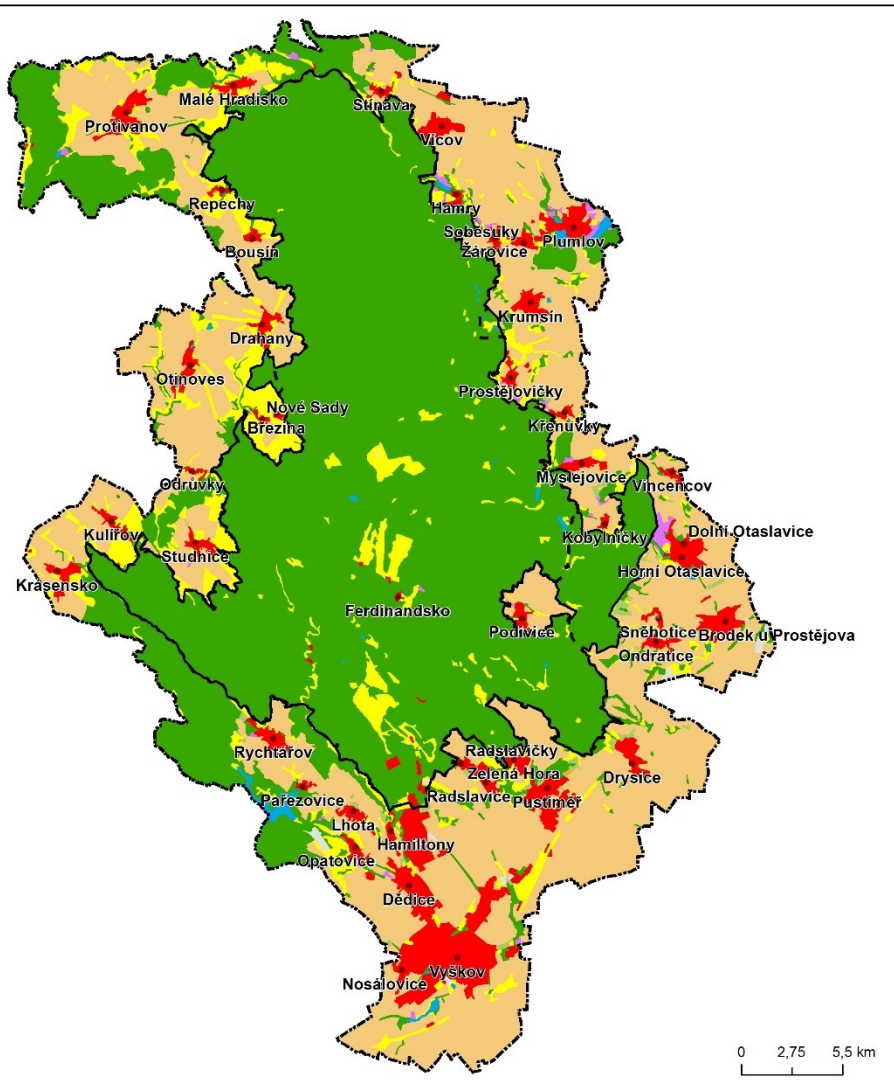 Malé Hradisko
Stínava
Protivanov
Vícov
Repechy
Hamry
Soběsuky
Plumlov
Bousín
Žárovice
Krumsín
Drahany
Otinoves
Prostějovičky
Nové Sady
Březina
Křenůvky
Myslejovice
Odrůvky
Vincencov
Kulířov
Kobylničky
Dolní Otaslavice
Studnice
Horní Otaslavice
Krásensko
Ferdinandsko
Podivice
Sněhotice
Brodek u Prostějova
Ondratice
Rychtářov
Radslavičky
Zelená Hora
Drysice
Pařezovice
Radslavice
Pustiměř
Lhota
Hamiltony
Opatovice
Dědice
Vyškov
Nosálovice
0 2,75 5,5 km